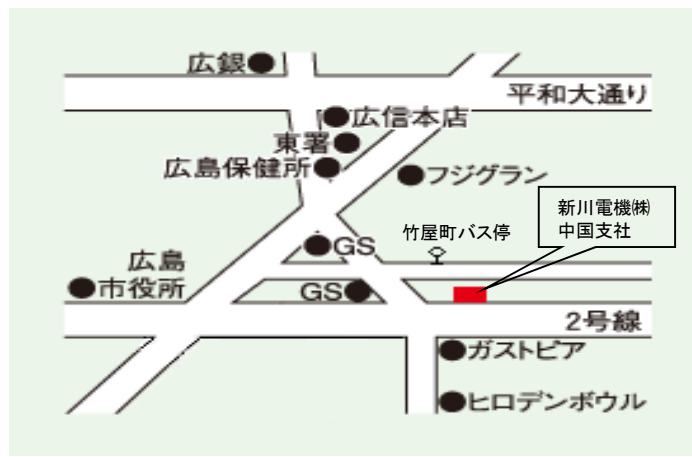 広銀
平和大通り
広信本店
東署
広島保健所
フジグラン
新川電機㈱
中国支社
竹屋町バス停
GS
広島
市役所
GS
2号線
ガストピア
ヒロデンボウル